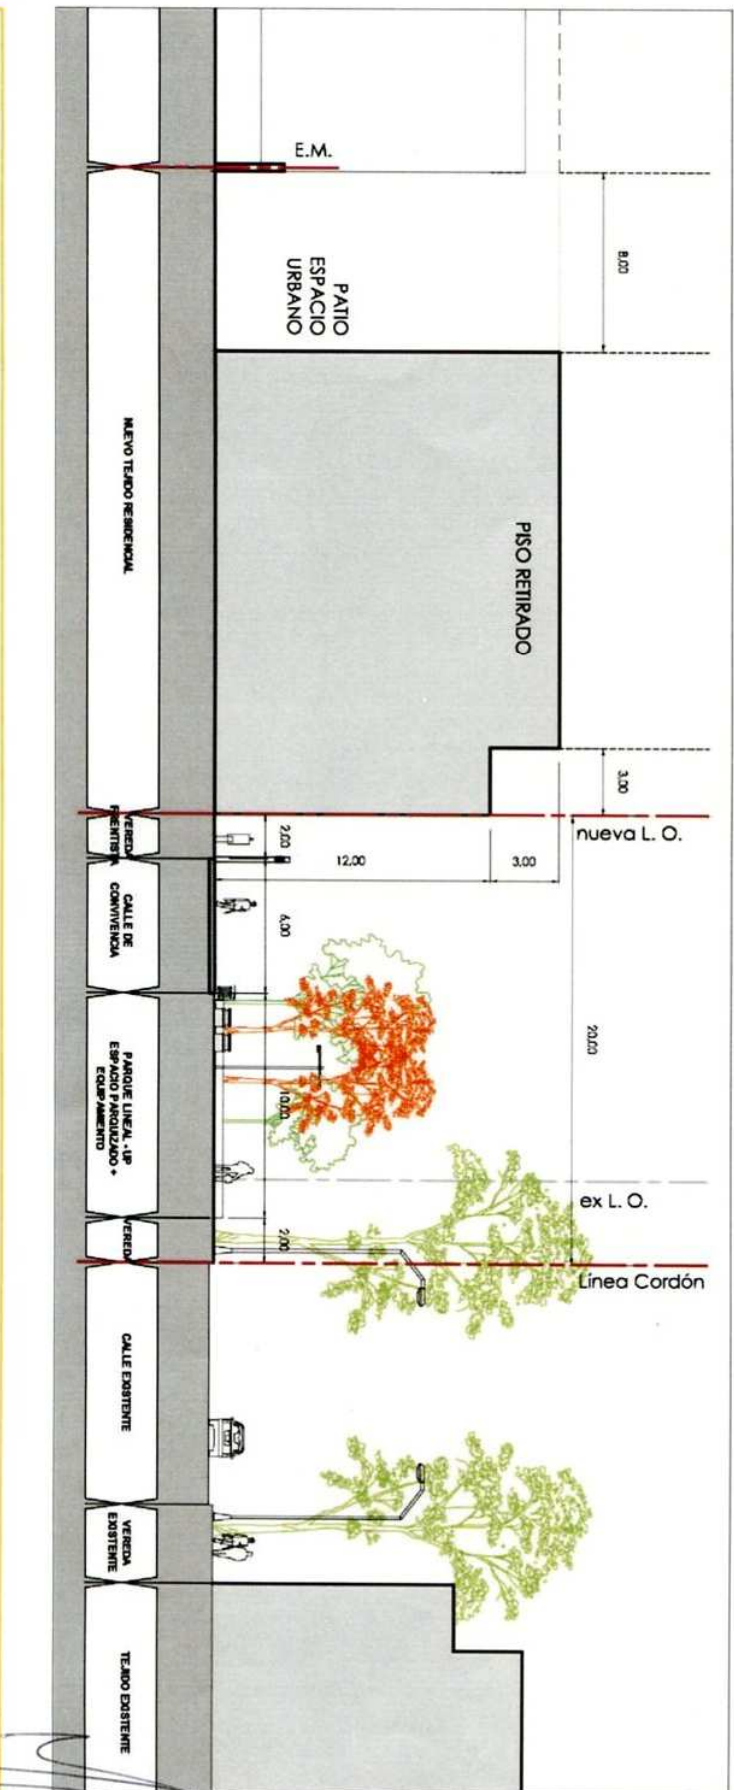 E.M.
PATIO
ESPACIO
URBANO
8,00
PISO RETIRADO
3,00
nueva L. O.
2,00
12,00
3,00
6,00
20,00
10,00
ex L. O.
2,00
Línea Cordón
NUEVO TEJIDO RESIDENCIAL
VEREDA
FRENTISTA
CALLE DE
CONVIVENCIA
PARQUE LINEAL - UP
ESPACIO PARQUIZADO +
EQUIPAMIENTO
VEREDA
CALLE EXISTENTE
VEREDA
EXISTENTE
TEJIDO EXISTENTE